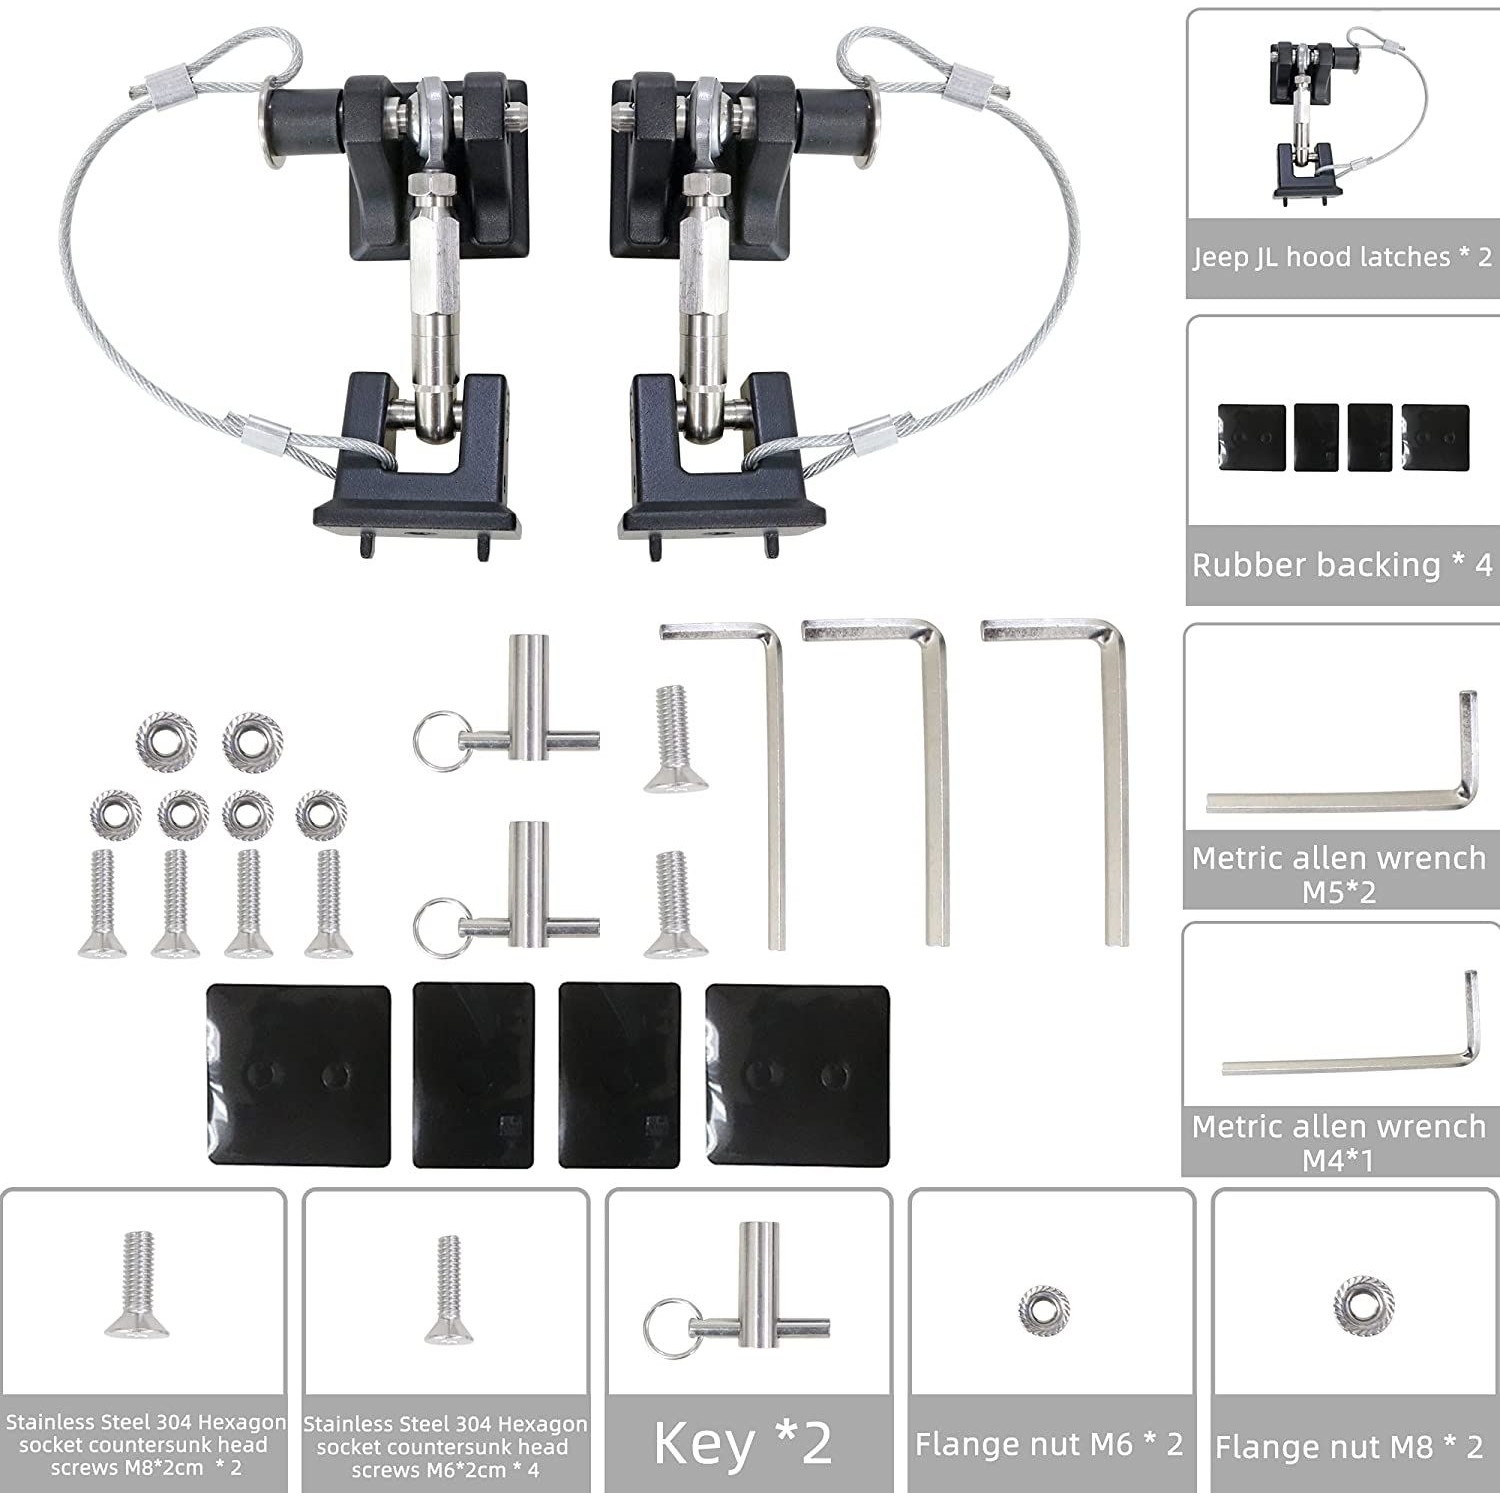 Jeep JL hood latches * 2
Rubber backing * 4
Metric allen wrench
M5*2
Metric allen wrench
M4*1
Stainless Steel 304 Hexagon
socket countersunk head
screws M8*2cm * 2
Stainless Steel 304 Hexagon
socket countersunk head
screws M6*2cm * 4
Key *2
Flange nut M6 * 2
Flange nut M8 * 2